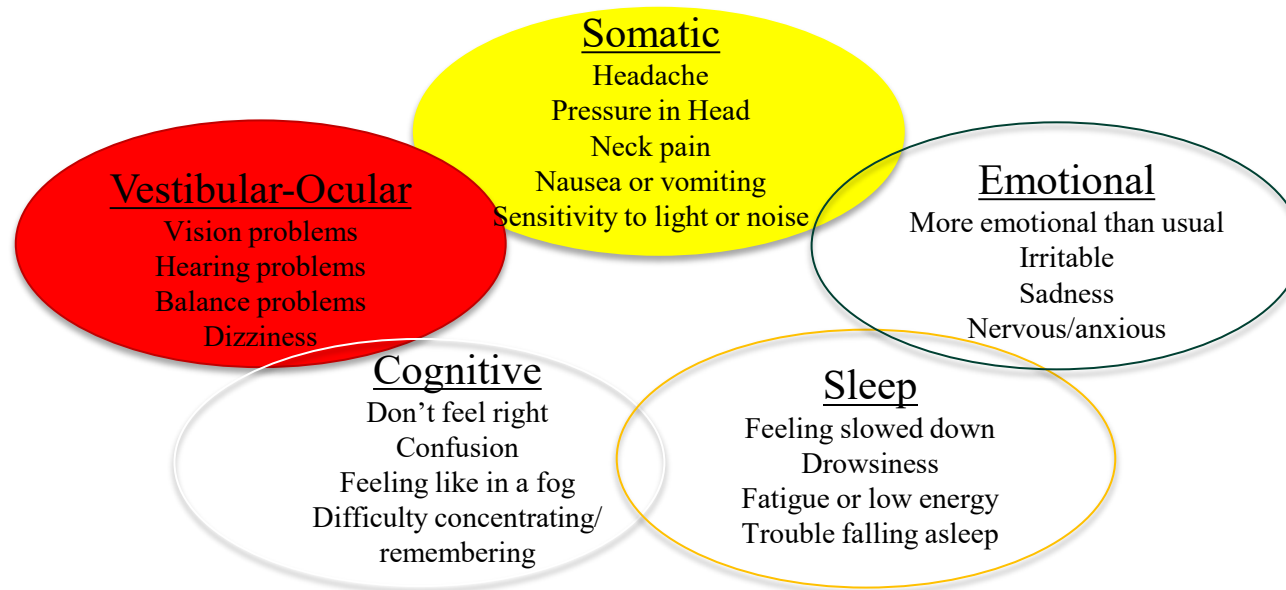 Somatic
Headache
Pressure in Head
Neck pain
Nausea or vomiting
Sensitivity to light or noise
Vestibular-Ocular
Vision problems
Hearing problems
Balance problems
Dizziness
Emotional
More emotional than usual
Irritable
Sadness
Nervous/anxious
Cognitive
Don’t feel right
Confusion
Feeling like in a fog
Difficulty concentrating/
remembering
Sleep
Feeling slowed down
Drowsiness
Fatigue or low energy
Trouble falling asleep